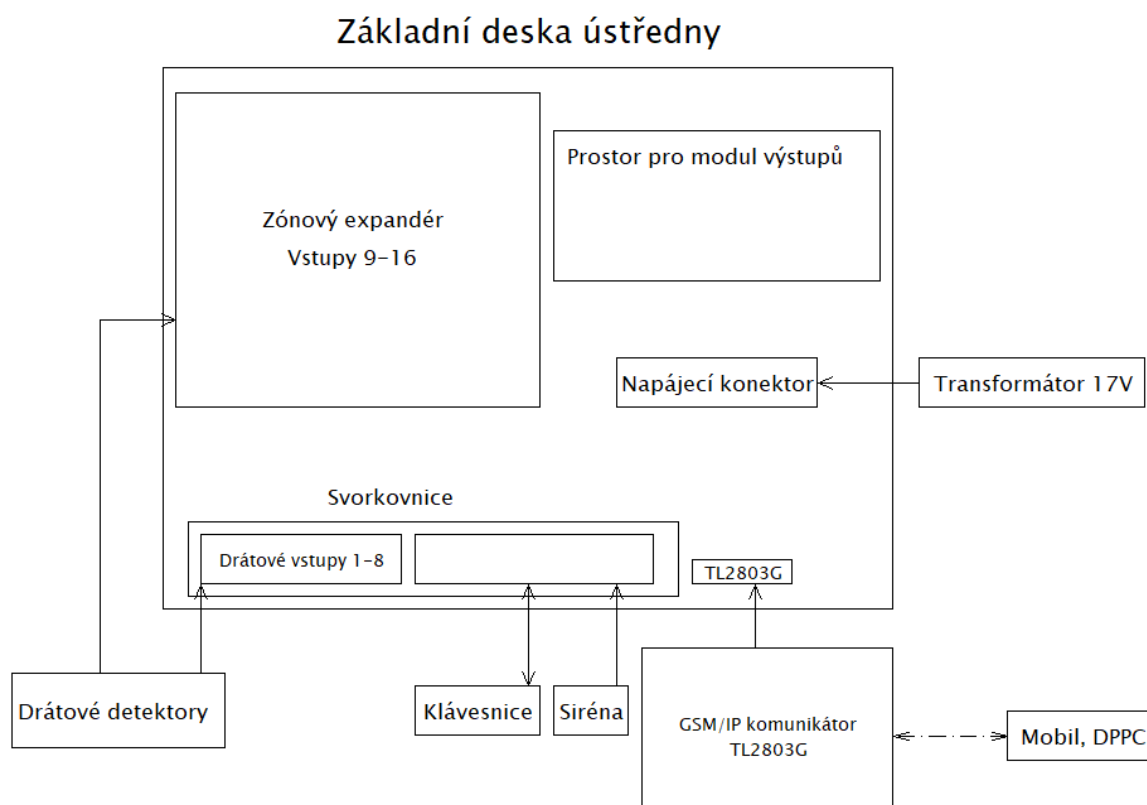 Základní deska ústředny
Prostor pro modul výstupů
Zónový expandér
Vstupy 9-16
Napájecí konektor
Transformátor 17V
Svorkovnice
Drátové vstupy 1-8
TL2803G
Drátové detektory
Klávesnice
Siréna
GSM/IP komunikátor
TL2803G
Mobil, DPPC